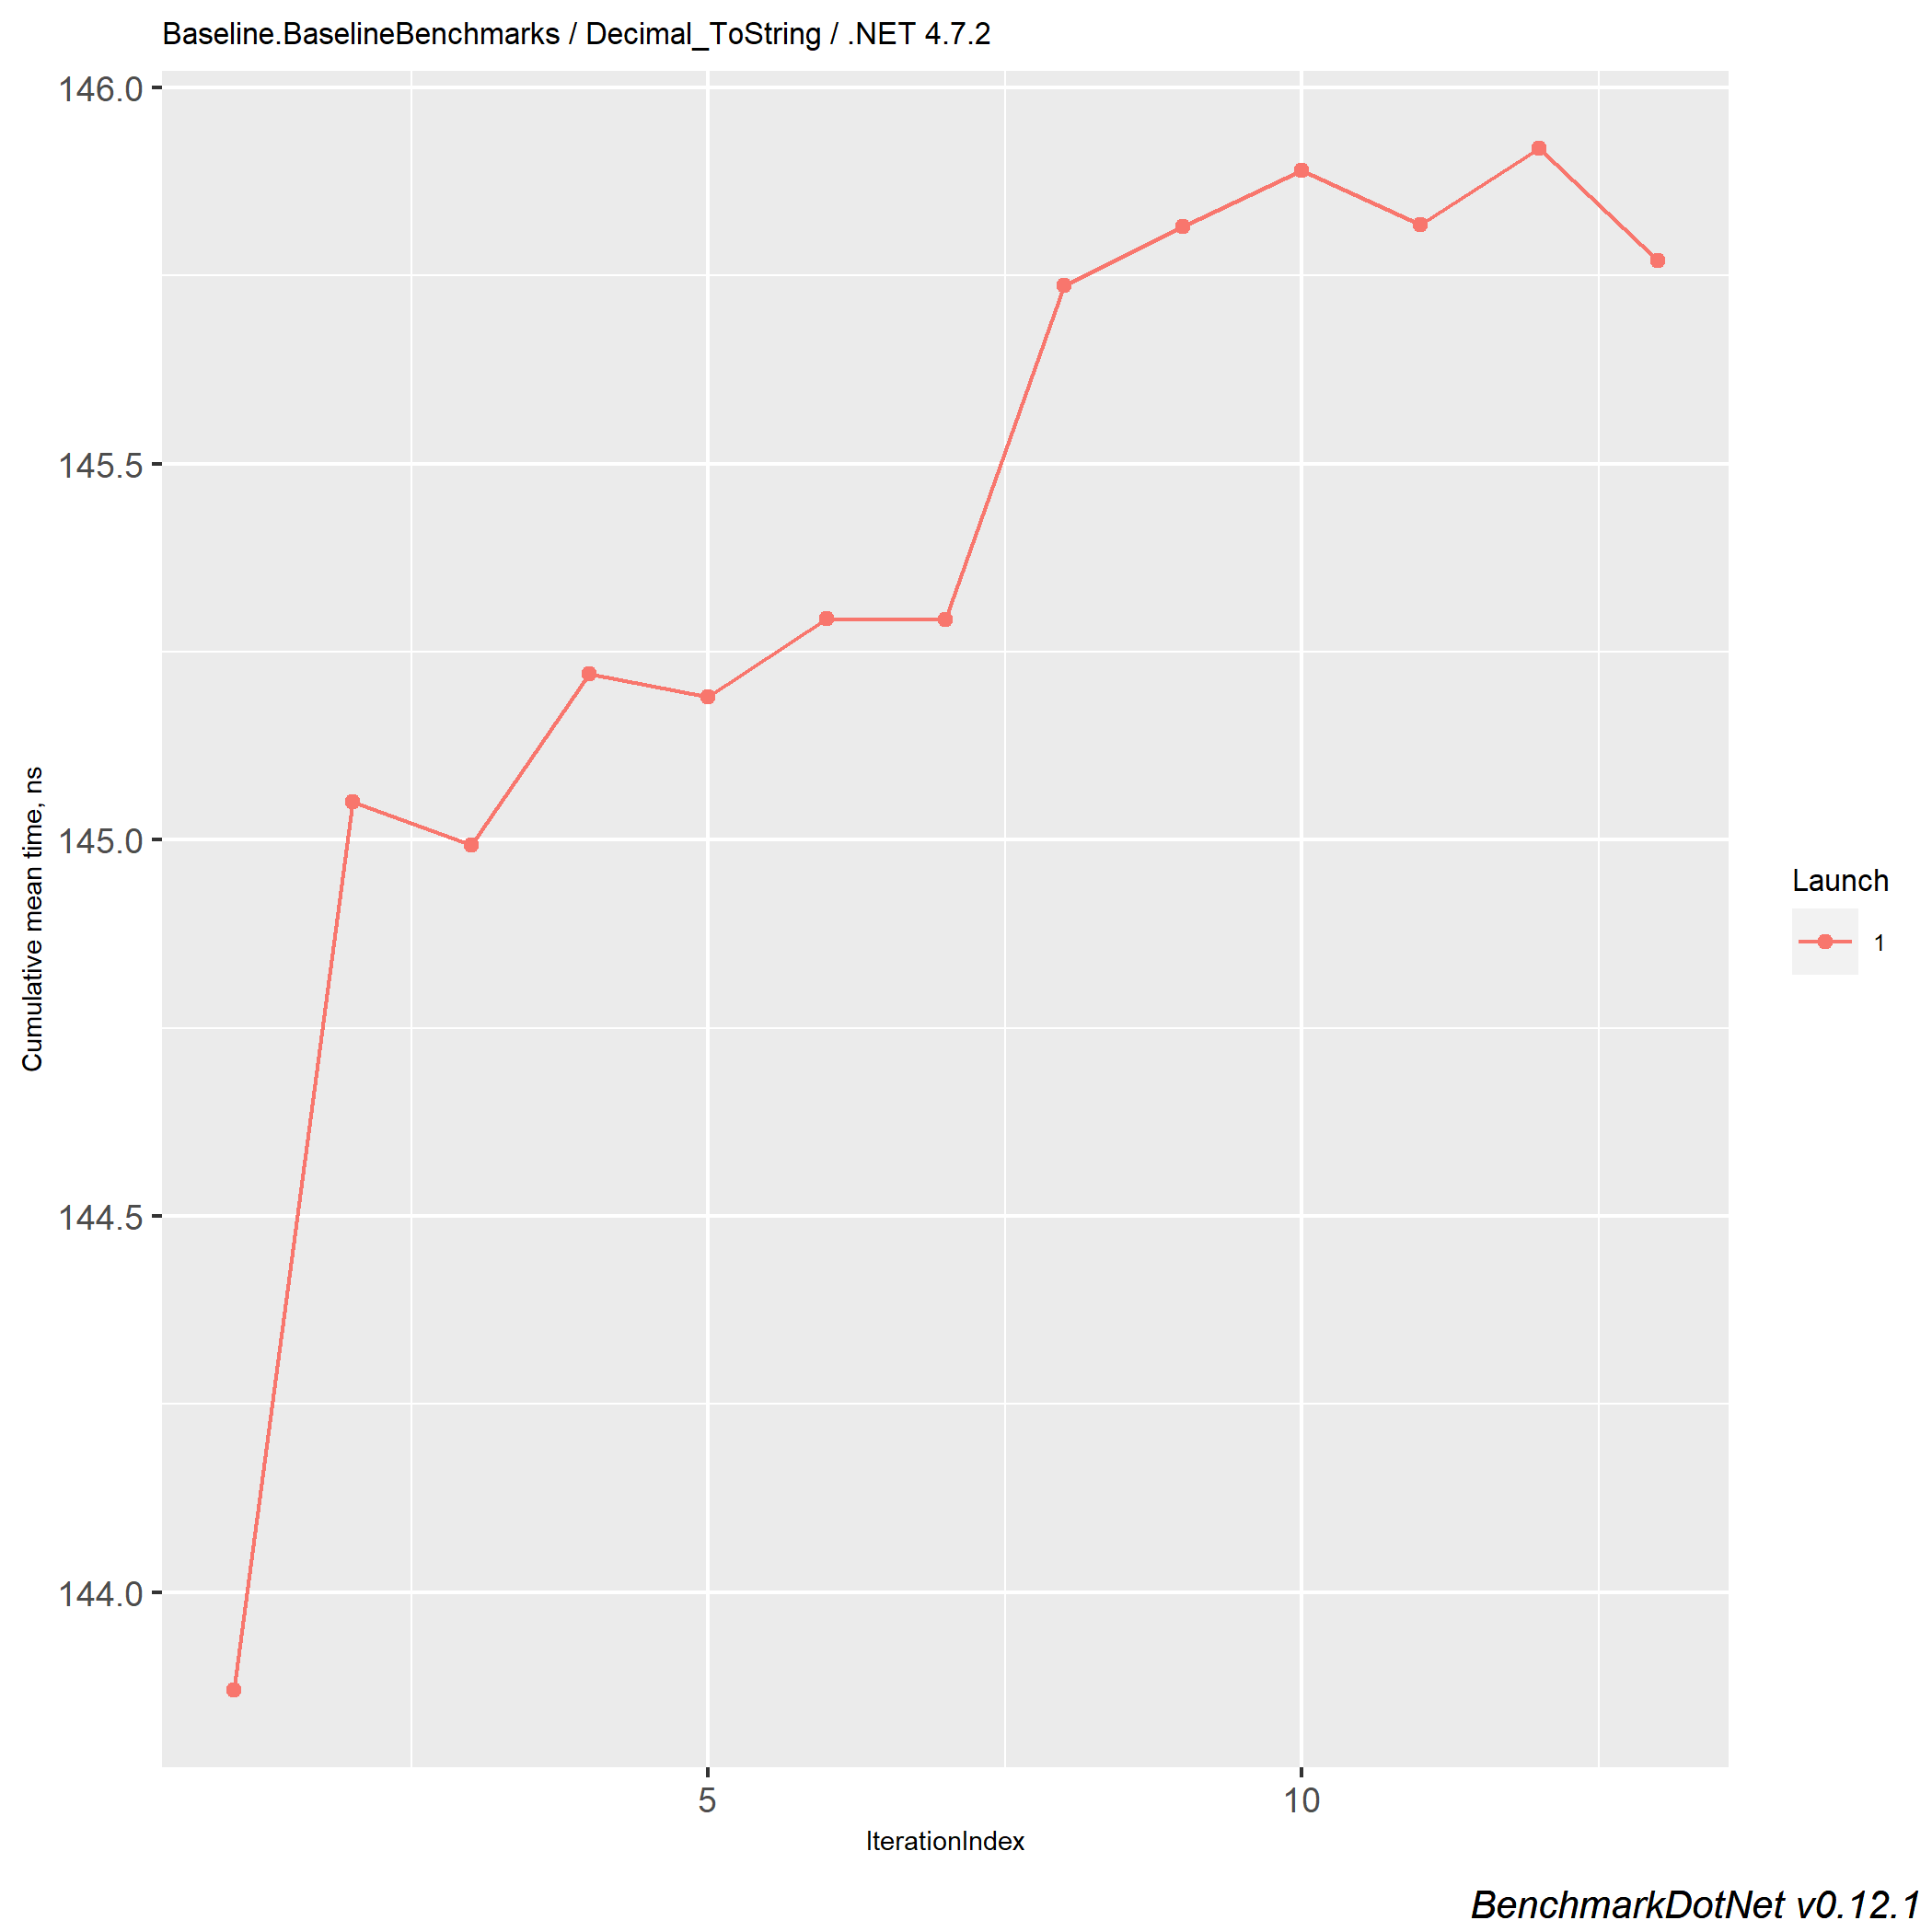 Baseline.BaselineBenchmarks / Decimal_ToString / .NET 4.7.2
146.0
145.5
145.0
144.5
144.0
Cumulative mean time, ns
5
10
IterationIndex
Launch
1
BenchmarkDotNet v0.12.1